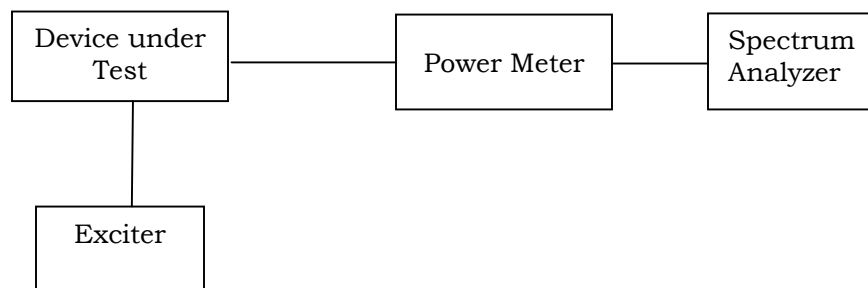 Device under
Test
Power Meter
Spectrum
Analyzer
Exciter